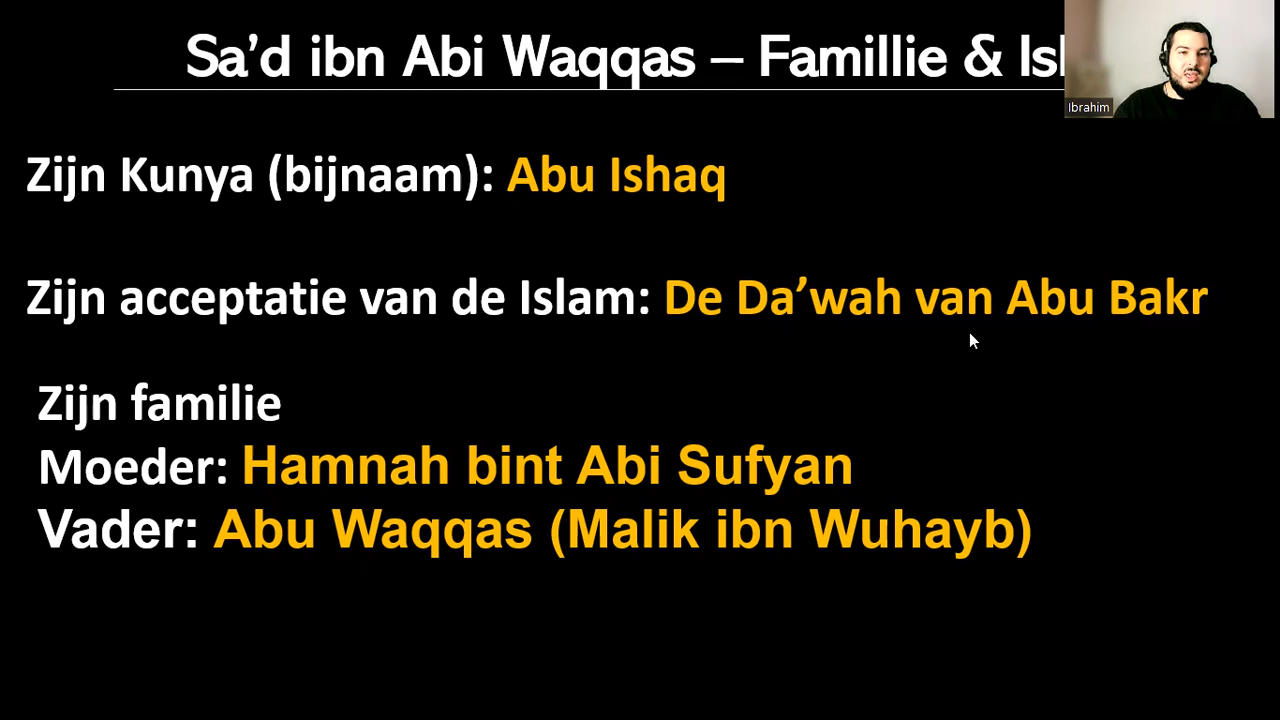 Sa’d ibn Abi Waqqas – Famillie & Isl
Ibrahim
Zijn Kunya (bijnaam): Abu Ishaq
Zijn acceptatie van de Islam: De Da’wah van Abu Bakr
Zijn familie
Moeder: Hamnah bint Abi Sufyan
Vader: Abu Waqqas (Malik ibn Wuhayb)